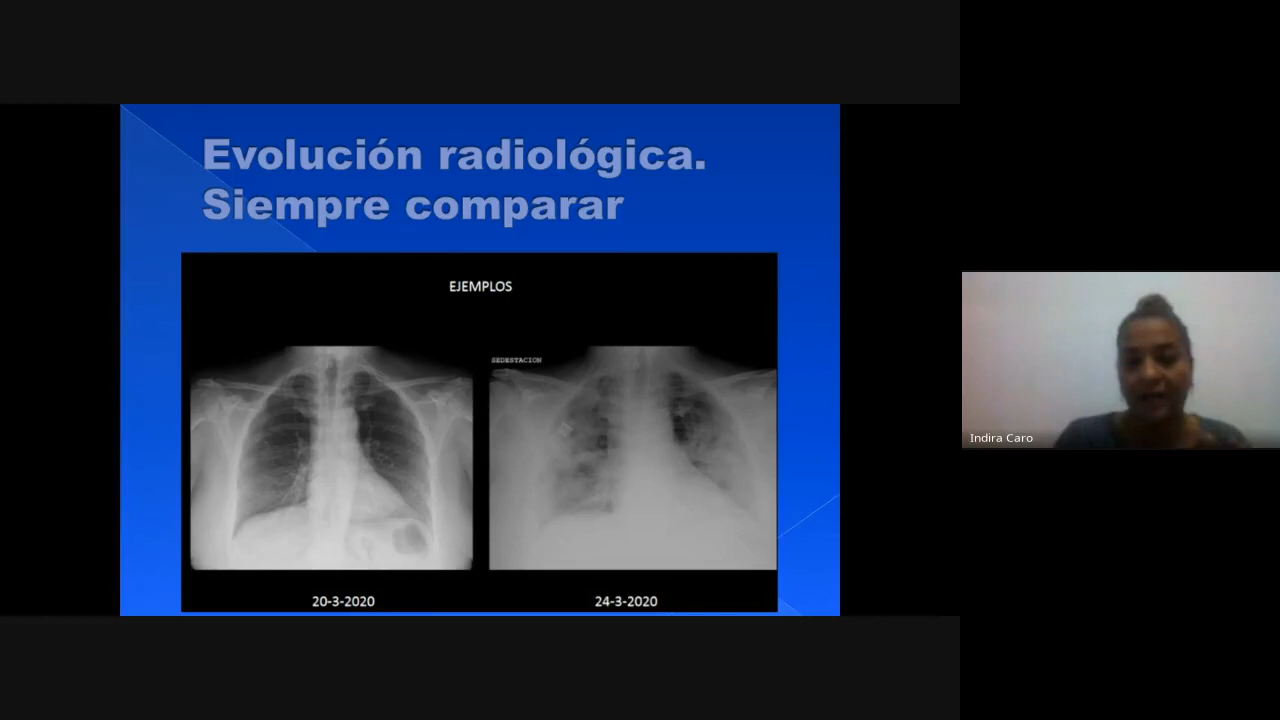 Evolución radiológica.
Siempre comparar
EJEMPLOS
SEDESTACION
20-3-2020
24-3-2020
Indira Caro